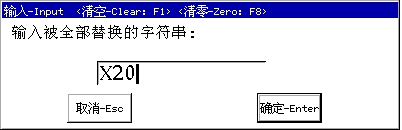 输入-Input <清空-Clear: F1> <清零-Zero: F8>
输入被全部替换的字符串：
X20
取消-Esc 确定-Enter